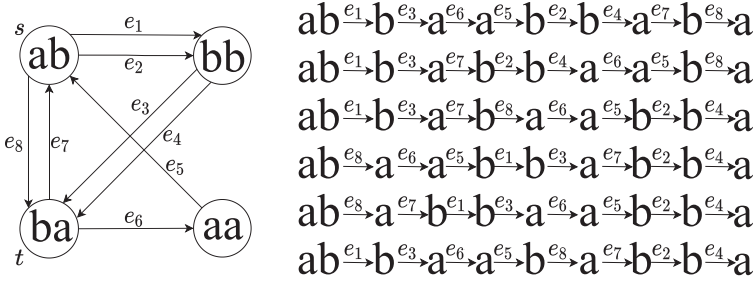 s
ab
e₁
e₂
bb
e₃
e₄
e₅
e₈
e₇
ba
e₆
aa
t
ab →e₁ b →e₃ a →e₆ a →e₅ b →e₂ b →e₄ a →e₇ b →e₈ a
ab →e₁ b →e₃ a →e₇ b →e₂ b →e₄ a →e₆ a →e₅ b →e₈ a
ab →e₁ b →e₃ a →e₇ b →e₈ a →e₆ a →e₅ b →e₂ b →e₄ a
ab →e₈ a →e₆ a →e₅ b →e₁ b →e₃ a →e₇ b →e₂ b →e₄ a
ab →e₈ a →e₇ b →e₁ b →e₃ a →e₆ a →e₅ b →e₂ b →e₄ a
ab →e₁ b →e₃ a →e₆ a →e₅ b →e₈ a →e₇ b →e₂ b →e₄ a